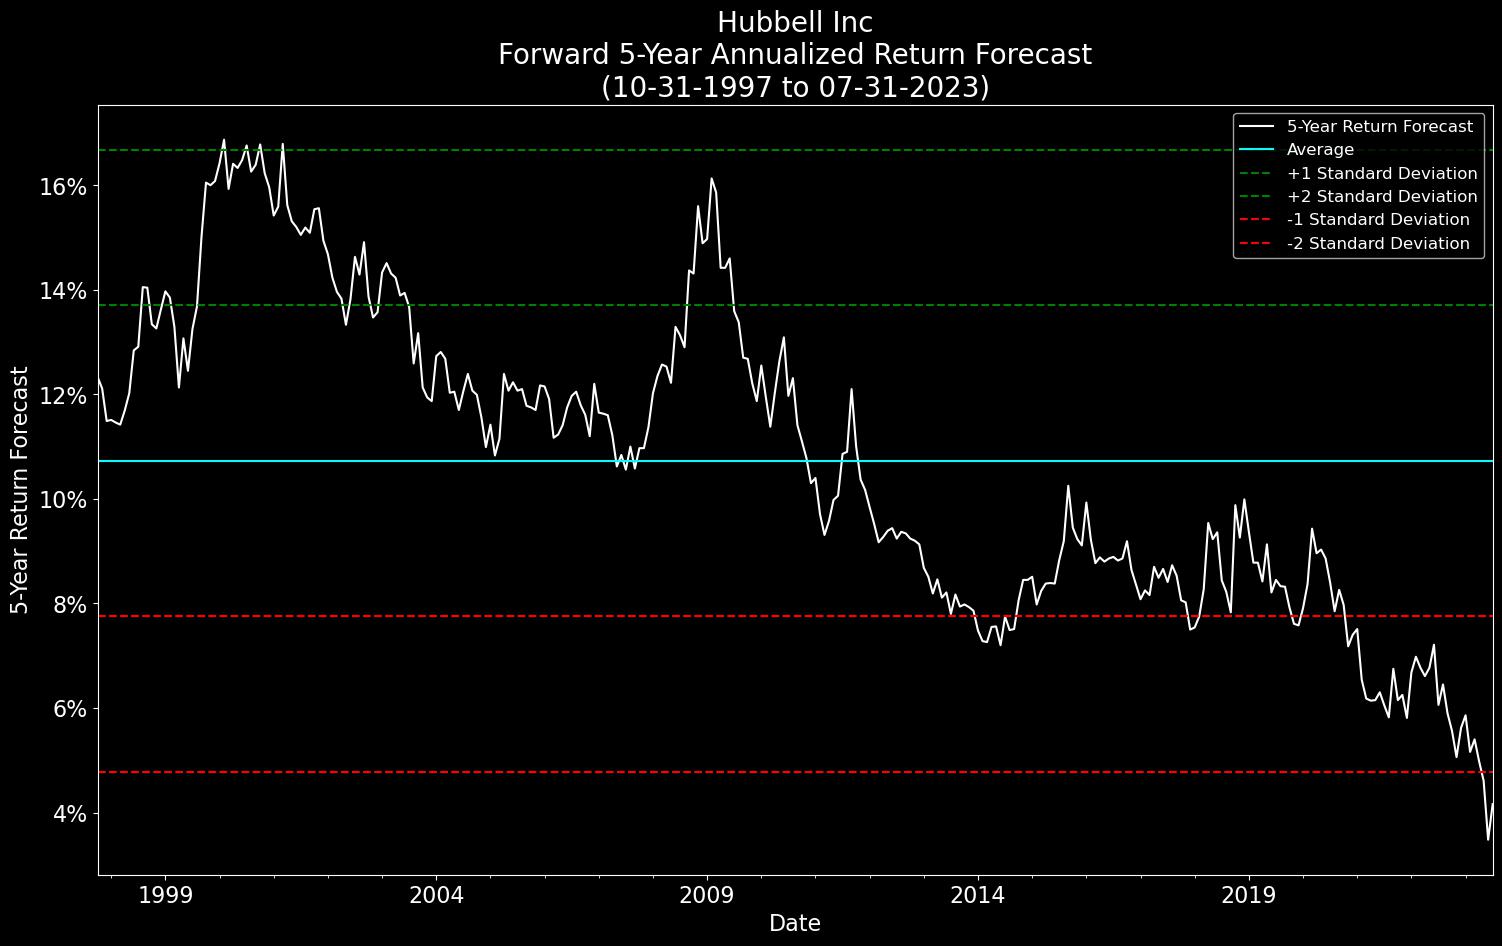 Hubbell Inc
Forward 5-Year Annualized Return Forecast
(10-31-1997 to 07-31-2023)
5-Year Return Forecast
Average
+1 Standard Deviation
+2 Standard Deviation
-1 Standard Deviation
-2 Standard Deviation
5-Year Return Forecast
16%
14%
12%
10%
8%
6%
4%
1999
2004
2009
2014
2019
Date